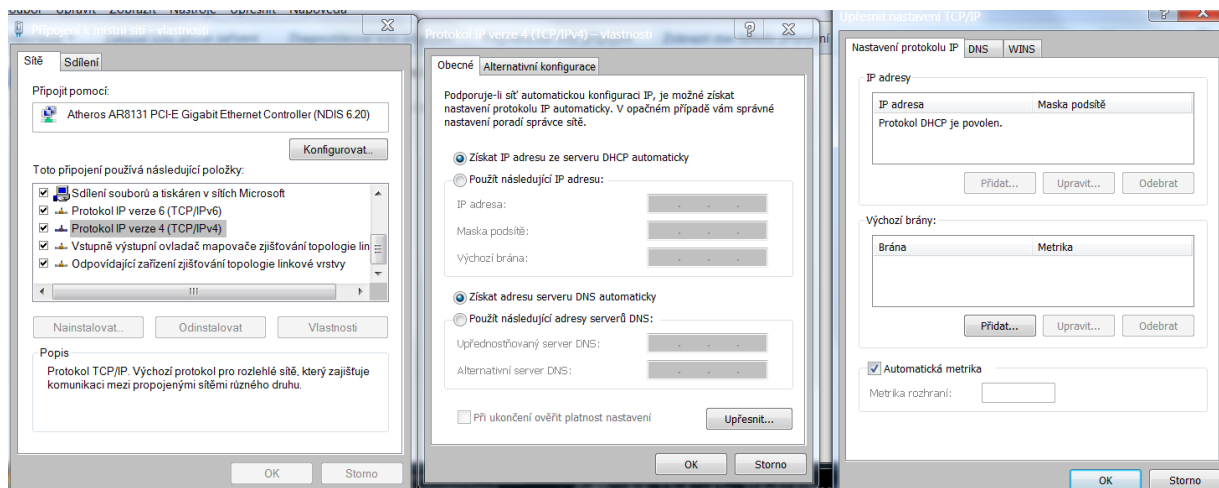 Soubor Upravit Zobrazit Nástroje Upřesnit Nápověda
Připojení k místní síti – vlastnosti
Sítě
Sdílení
Připojit pomocí:
Atheros AR8131 PCI-E Gigabit Ethernet Controller (NDIS 6.20)
Konfigurovat...
Toto připojení používá následující položky:
Sdílení souborů a tiskáren v sítích Microsoft
Protokol IP verze 6 (TCP/IPv6)
Protokol IP verze 4 (TCP/IPv4)
Vstupně výstupní ovladač mapovače zjišťování topologie lin
Odpovídající zařízení zjišťování topologie linkové vrstvy
Nainstalovat...
Odinstalovat
Vlastnosti
Popis
Protokol TCP/IP. Výchozí protokol pro rozlehlé sítě, který zajišťuje
komunikaci mezi propojenými sítěmi různého druhu.
OK
Storno
Protokol IP verze 4 (TCP/IPv4) – vlastnosti
Obecné
Alternativní konfigurace
Podporuje-li síť automatickou konfiguraci IP, je možné získat
nastavení protokolu IP automaticky. V opačném případě vám správné
nastavení poradí správce sítě.
Získat IP adresu ze serveru DHCP automaticky
Použít následující IP adresu:
IP adresa:
Maska podsítě:
Výchozí brána:
Získat adresu serveru DNS automaticky
Použít následující adresy serverů DNS:
Upřednostňovaný server DNS:
Alternativní server DNS:
Při ukončení ověřit platnost nastavení
Upřesnit...
OK
Storno
Upřesnit nastavení TCP/IP
Nastavení protokolu IP
DNS
WINS
IP adresy
IP adresa Maska podsítě
Protokol DHCP je povolen.
Přidat...
Upravit...
Odebrat
Výchozí brány:
Brána Metrika
Přidat...
Upravit...
Odebrat
Automatická metrika
Metrika rozhraní:
OK
Storno